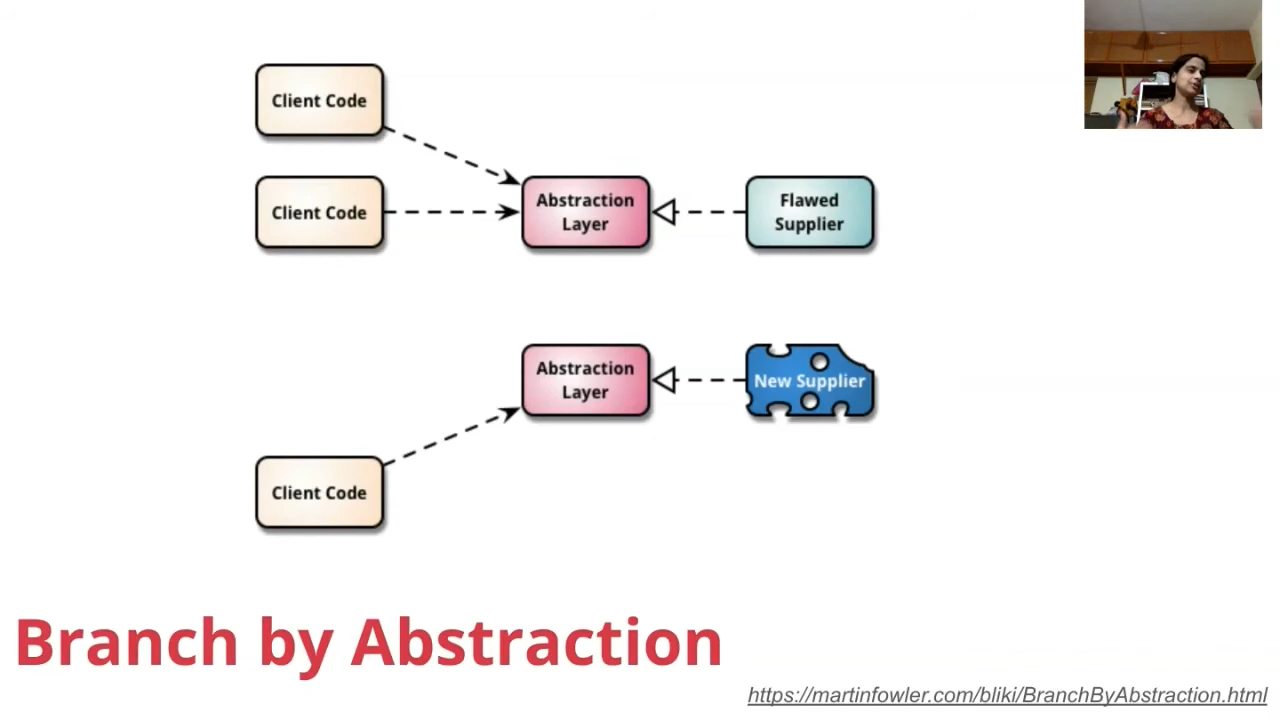 Client Code
Client Code
Abstraction
Layer
Flawed
Supplier
Abstraction
Layer
New Supplier
Client Code
Branch by Abstraction
https://martinfowler.com/bliki/BranchByAbstraction.html